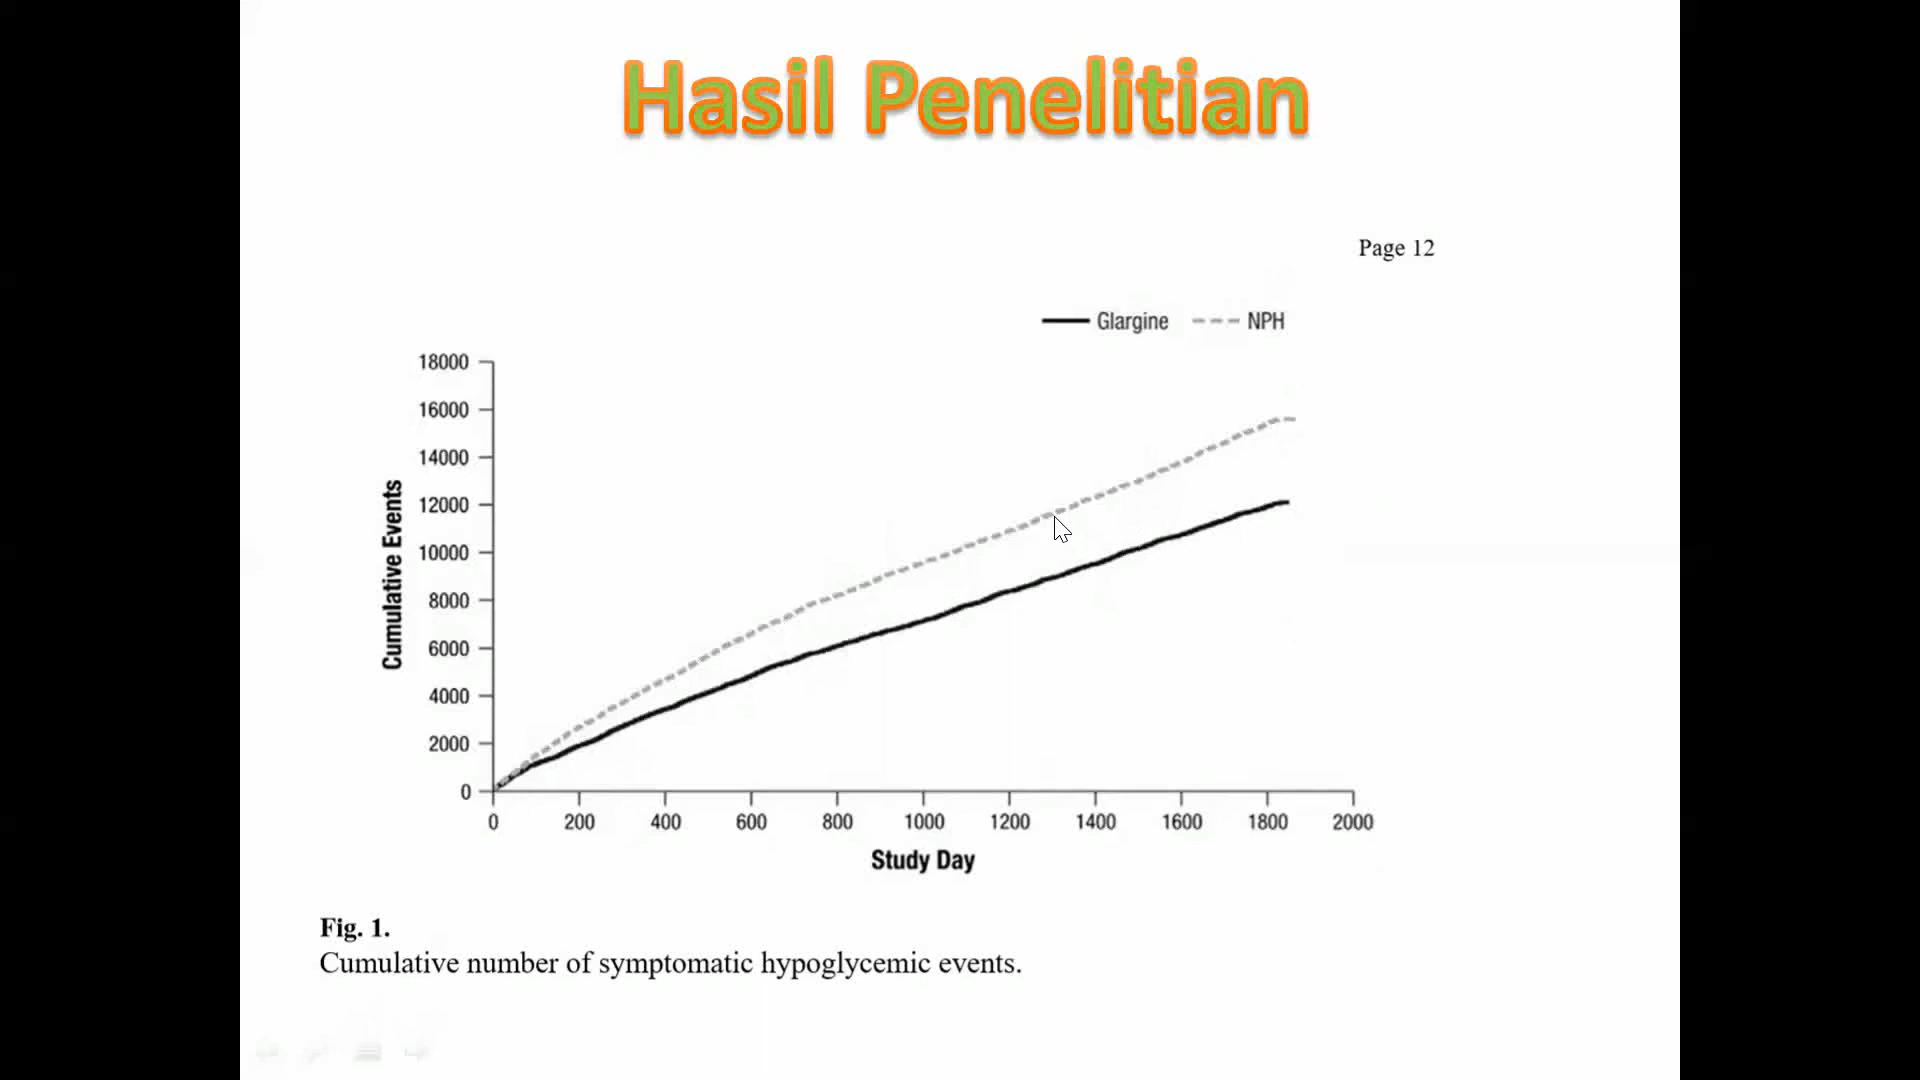 Hasil Penelitian
Page 12
Glargine NPH
18000
16000
14000
12000
10000
8000
6000
4000
2000
0
Cumulative Events
0 200 400 600 800 1000 1200 1400 1600 1800 2000
Study Day
Fig. 1.
Cumulative number of symptomatic hypoglycemic events.